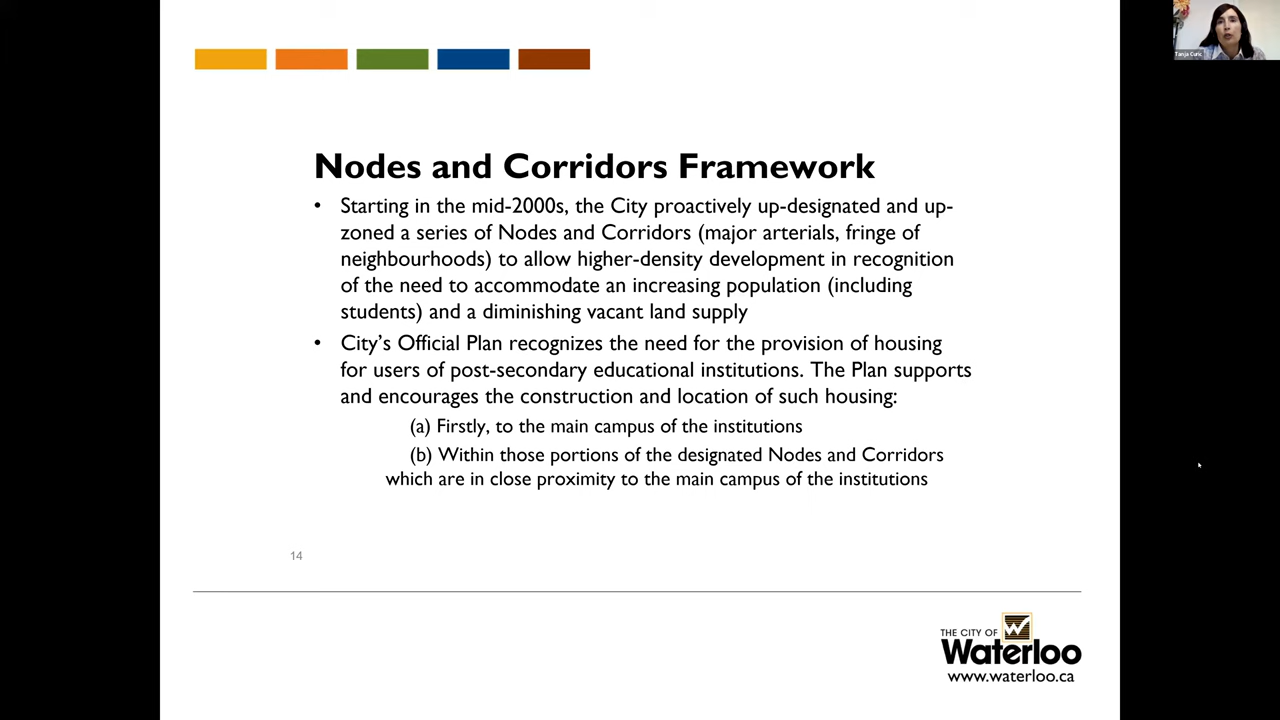 Tanja Curic
Nodes and Corridors Framework
• Starting in the mid-2000s, the City proactively up-designated and up-
zoned a series of Nodes and Corridors (major arterials, fringe of
neighbourhoods) to allow higher-density development in recognition
of the need to accommodate an increasing population (including
students) and a diminishing vacant land supply
• City's Official Plan recognizes the need for the provision of housing
for users of post-secondary educational institutions. The Plan supports
and encourages the construction and location of such housing:
(a) Firstly, to the main campus of the institutions
(b) Within those portions of the designated Nodes and Corridors
which are in close proximity to the main campus of the institutions
14
THE CITY OF
Waterloo
www.waterloo.ca